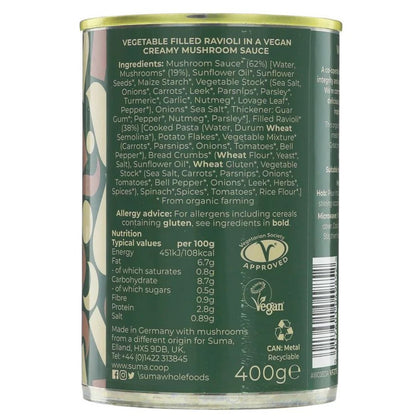 VEGETABLE FILLED RAVIOLI IN A VEGAN
CREAMY MUSHROOM SAUCE
Ingredients: Mushroom Sauce* (62%) [Water,
Mushrooms* (19%), Sunflower Oil*, Sunflower
Seeds*, Maize Starch*, Vegetable Stock* (Sea Salt,
Onions*, Carrots*, Leek*, Parsnips*, Parsley*,
Turmeric*, Garlic*, Nutmeg*, Lovage Leaf*,
Pepper*, Onions*) Sea Salt*, Thickener: Guar
Gum*; Pepper*, Nutmeg*, Parsley*], Filled Ravioli*
(38%) [Cooked Pasta* (Water, Durum Wheat
Semolina*), Potato Flakes*, Vegetable Mixture*
(Carrots*, Parsnips*, Onions*, Tomatoes*, Bell
Pepper*), Bread Crumbs* (Wheat Flour*, Yeast*,
Salt), Sunflower Oil*, Wheat Gluten*, Vegetable
Stock* (Sea Salt, Carrots*, Parsnips*, Onions,
Tomatoes*, Bell Pepper*, Onions*, Leek*, Herbs*,
Spices*), Spinach*, Spices*, Tomatoes*, Rice Flour*.]
* From organic farming
Allergy advice: For allergens including cereals
containing gluten, see ingredients in bold.
Nutrition
Typical values per 100g
Energy 451kJ/108kcal
Fat 6.7g
- of which saturates 0.8g
Carbohydrate 8.7g
- of which sugars 0.5g
Fibre 0.9g
Protein 2.8g
Salt 0.89g
Vegetarian Society
APPROVED
Vegan
CAN: Metal
Recyclable
Made in Germany with mushrooms
from a different origin for Suma,
Elland, HX5 9DB, UK.
Tel: +44 (0)1422 313845
www.suma.coop
@sumawholefoods
400g e